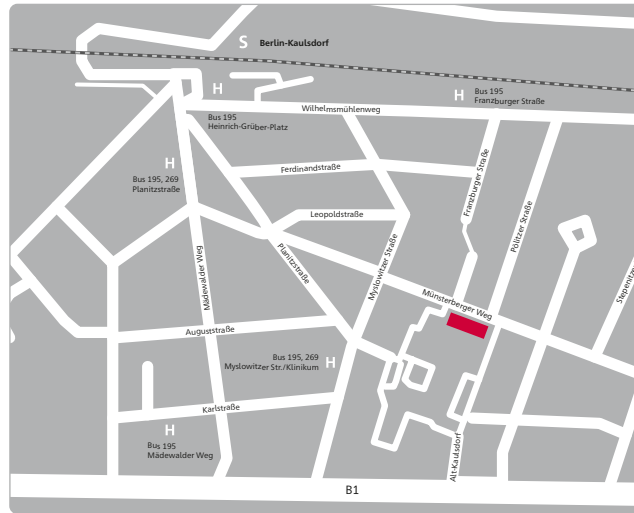 S Berlin-Kaulsdorf
H
Bus 195
Heinrich-Grüber-Platz
H
Bus 195
Franzburger Straße
Wilhelmsmühlenweg
H
Bus 195, 269
Planitzstraße
Ferdinandstraße
Franzburger Straße
Leopoldstraße
Pölitzer Straße
Mädewalder Weg
Planitzstraße
Myslowitzer Straße
Münsterberger Weg
Auguststraße
Bus 195, 269
Myslowitzer Str./Klinikum
H
Karlstraße
H
Bus 195
Mädewalder Weg
Alt-Kaulsdorf
B1